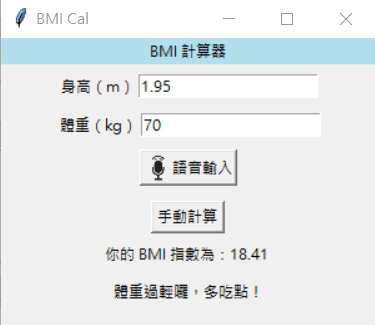 BMI Cal
BMI 計算器
身高（m） 1.95
體重（kg） 70
語音輸入
手動計算
你的 BMI 指數為：18.41
體重過輕囉，多吃點！